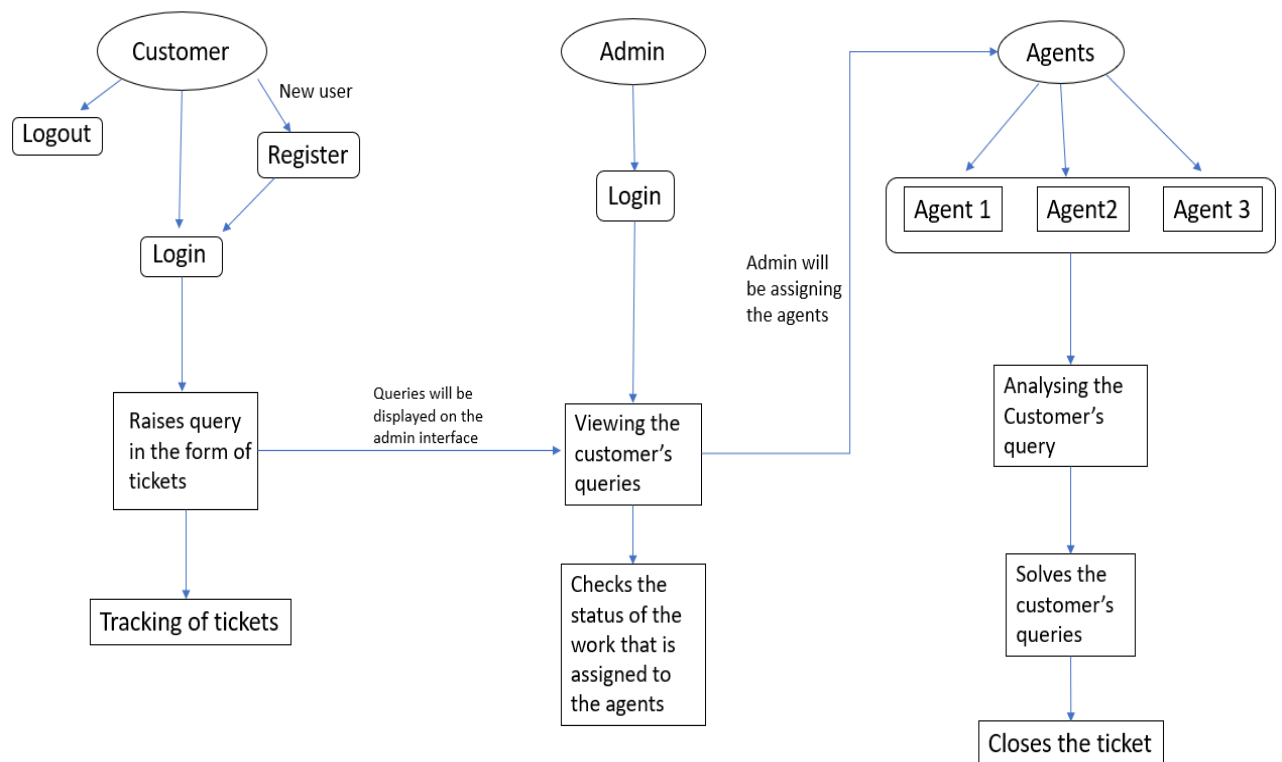 Customer
Admin
Agents
New user
Logout
Register
Login
Login
Agent 1
Agent2
Agent 3
Admin will
be assigning
the agents
Raises query
in the form of
tickets
Queries will be
displayed on the
admin interface
Viewing the
customer’s
queries
Analysing the
Customer’s
query
Tracking of tickets
Checks the
status of the
work that is
assigned to
the agents
Solves the
customer’s
queries
Closes the ticket